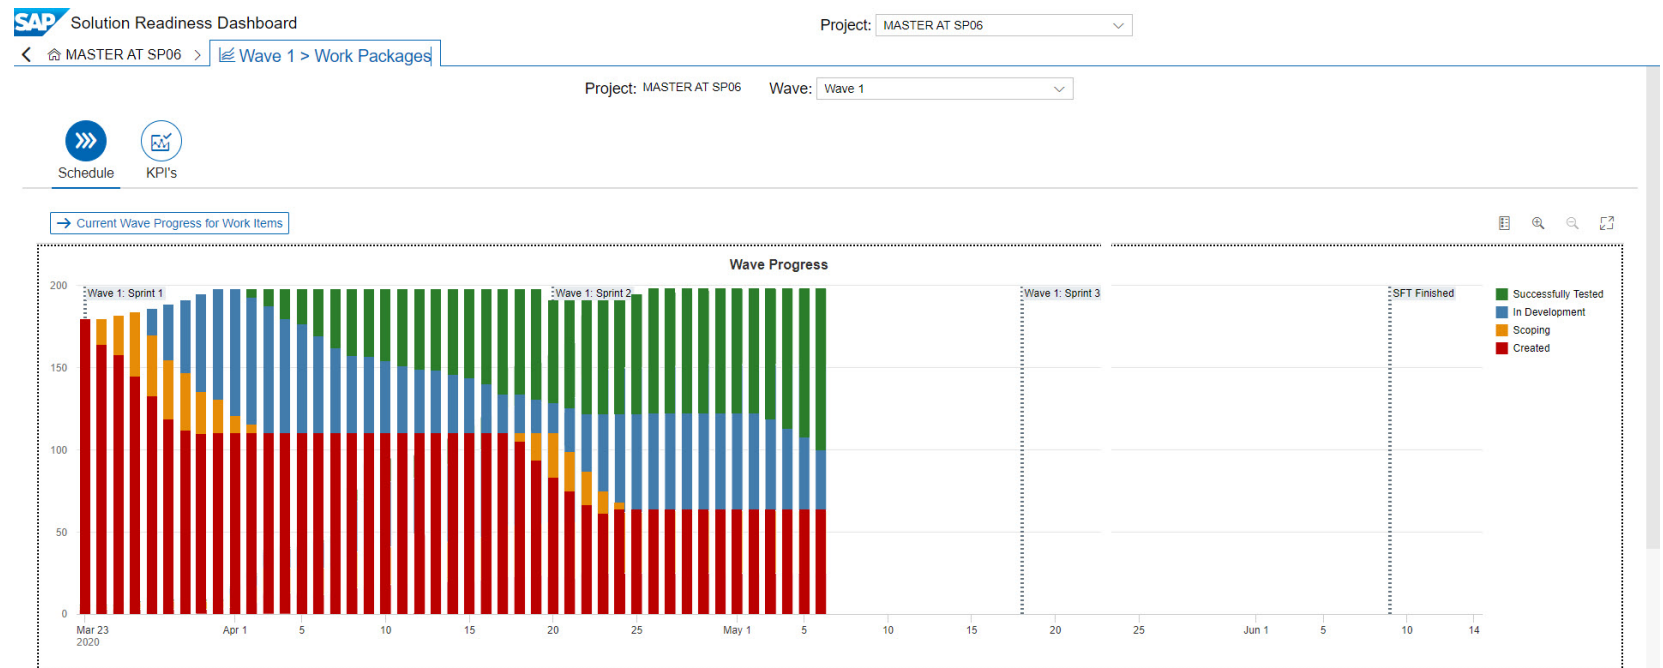 SAP Solution Readiness Dashboard
Project: MASTER AT SP06
MASTER AT SP06 > Wave 1 > Work Packages
Project: MASTER AT SP06 Wave: Wave 1
Schedule KPI's
Current Wave Progress for Work Items
Wave Progress
200
Wave 1: Sprint 1 Wave 1: Sprint 2 Wave 1: Sprint 3 SFT Finished
Successfully Tested
In Development
Scoping
Created
150
100
50
0
Mar 23 Apr 1 5 10 15 20 25 May 1 5 10 15 20 25 Jun 1 5 10 14
2020